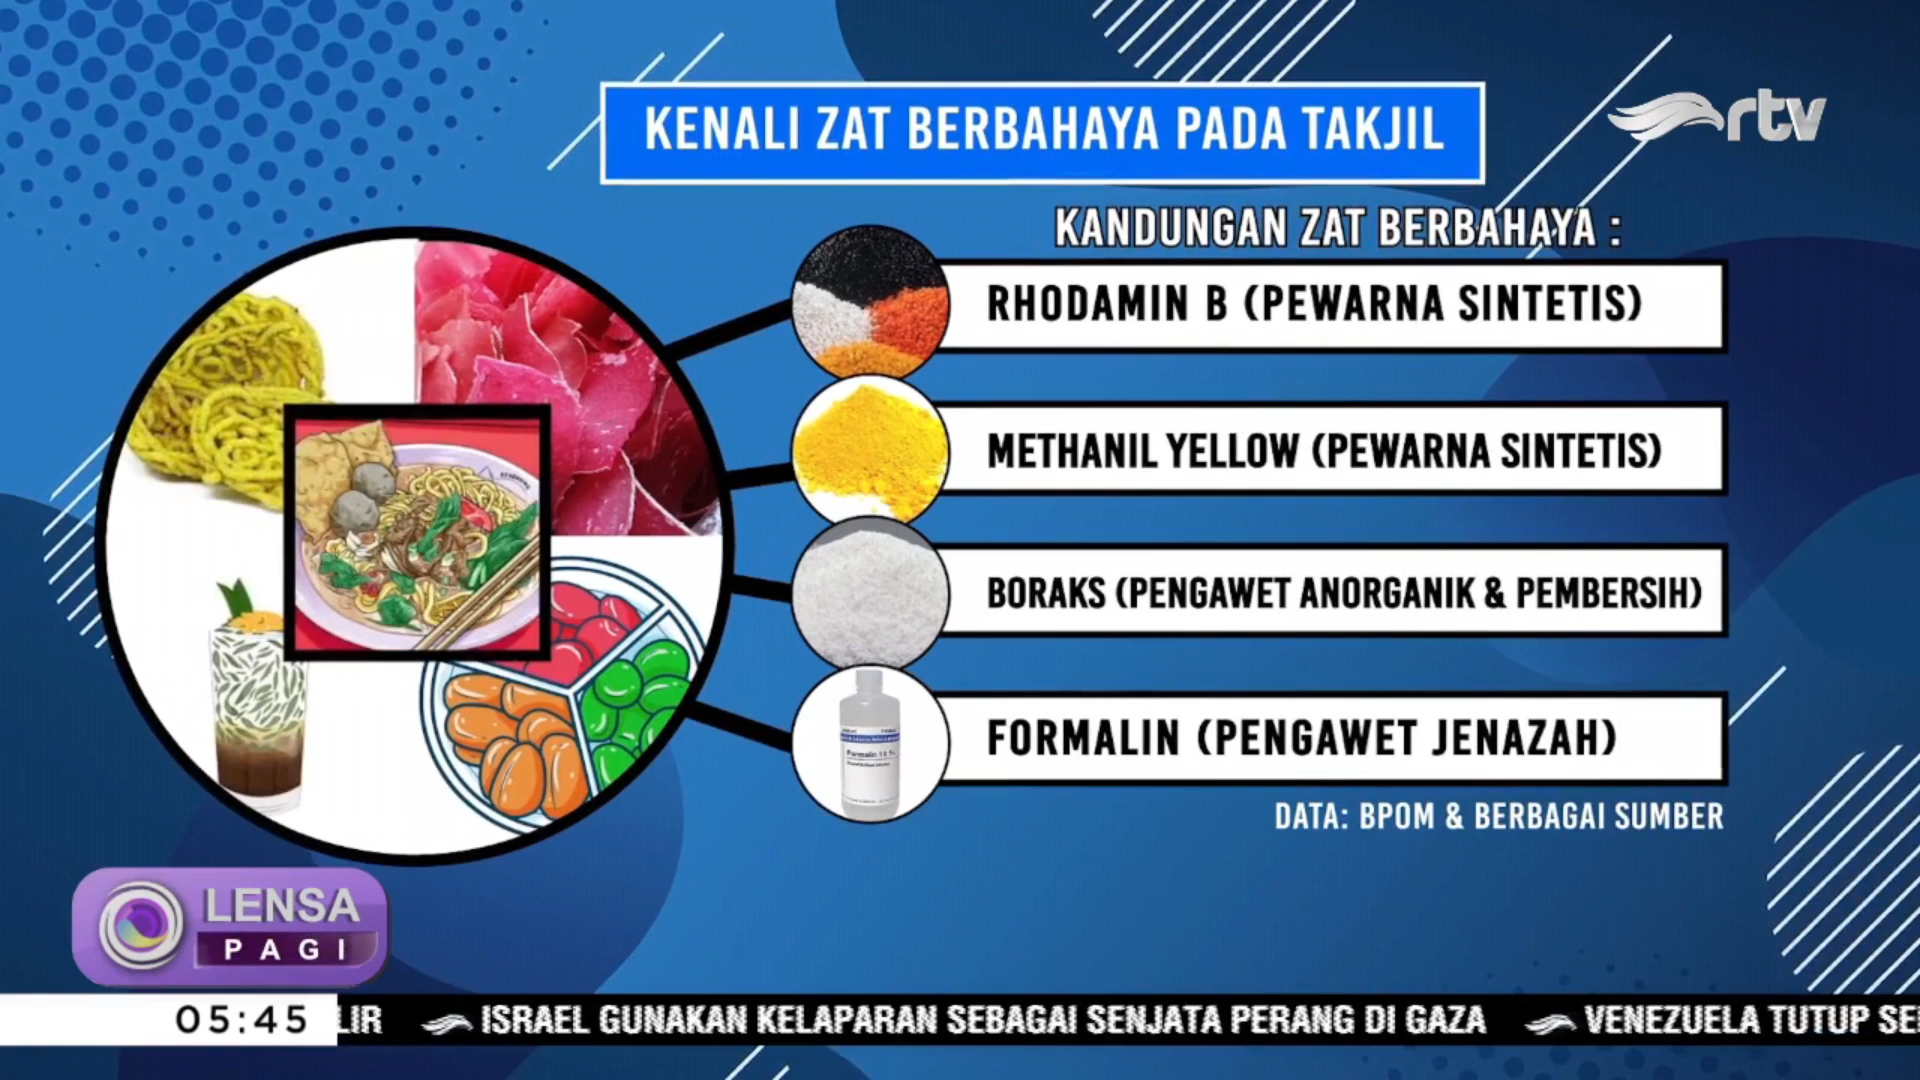 KENALI ZAT BERBAHAYA PADA TAKJIL
rtv
KANDUNGAN ZAT BERBAHAYA :
RHODAMIN B (PEWARNA SINTETIS)
METHANIL YELLOW (PEWARNA SINTETIS)
BORAKS (PENGAWET ANORGANIK & PEMBERSIH)
FORMALIN (PENGAWET JENAZAH)
DATA: BPOM & BERBAGAI SUMBER
LENSA
PAGI
05:45 LIR ISRAEL GUNAKAN KELAPARAN SEBAGAI SENJATA PERANG DI GAZA VENEZUELA TUTUP SE